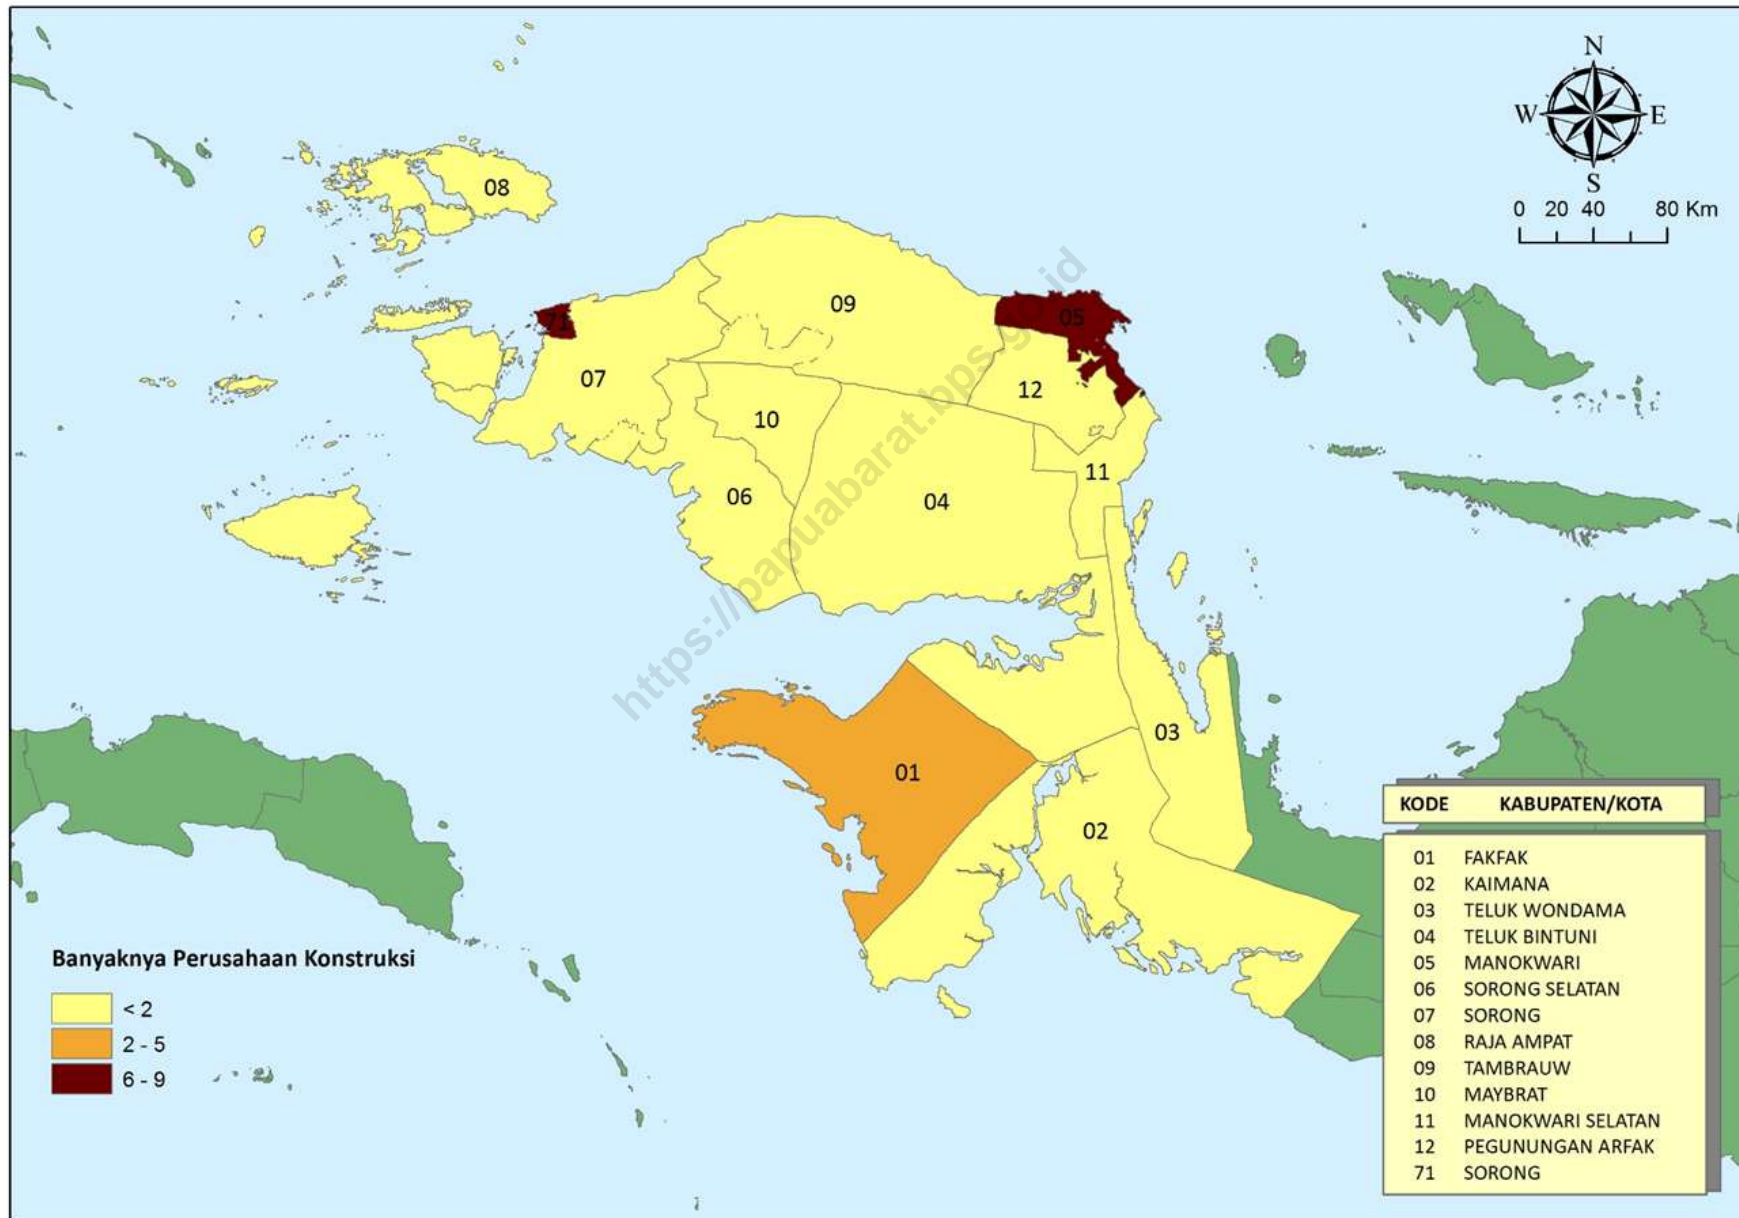 N
W E
S
0 20 40 80 Km
08
09
05
71
07
12
10
11
06
04
https://papuabarat.bps.go.id
03
01
02
KODE KABUPATEN/KOTA
01 FAKFAK
02 KAIMANA
03 TELUK WONDAMA
04 TELUK BINTUNI
05 MANOKWARI
06 SORONG SELATAN
07 SORONG
08 RAJA AMPAT
09 TAMBRAUW
10 MAYBRAT
11 MANOKWARI SELATAN
12 PEGUNUNGAN ARFAK
71 SORONG
Banyaknya Perusahaan Konstruksi
< 2
2 - 5
6 - 9